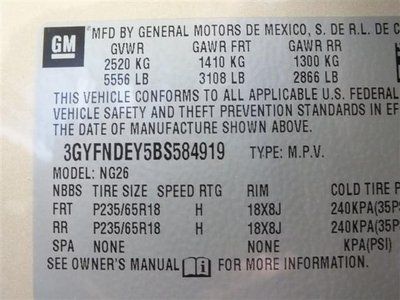 GM MFD BY GENERAL MOTORS DE MEXICO, S. DE R.L. DE C
GVWR GAWR FRT GAWR RR
2520 KG 1410 KG 1300 KG
5556 LB 3108 LB 2866 LB
THIS VEHICLE CONFORMS TO ALL APPLICABLE U.S. FEDERAL
VEHICLE SAFETY AND THEFT PREVENTION STANDARDS IN EF
DATE OF MANUFACTURE SHOWN ABOVE.
3GYFNDEY5BS584919 TYPE: M.P.V.
MODEL: NG26
NBBS TIRE SIZE SPEED RTG RIM COLD TIRE P
FRT P235/65R18 H 18X8J 240KPA(35PS
RR P235/65R18 H 18X8J 240KPA(35P
SPA NONE NONE KPA(PSI)
SEE OWNER'S MANUAL i FOR MORE INFORMATION.